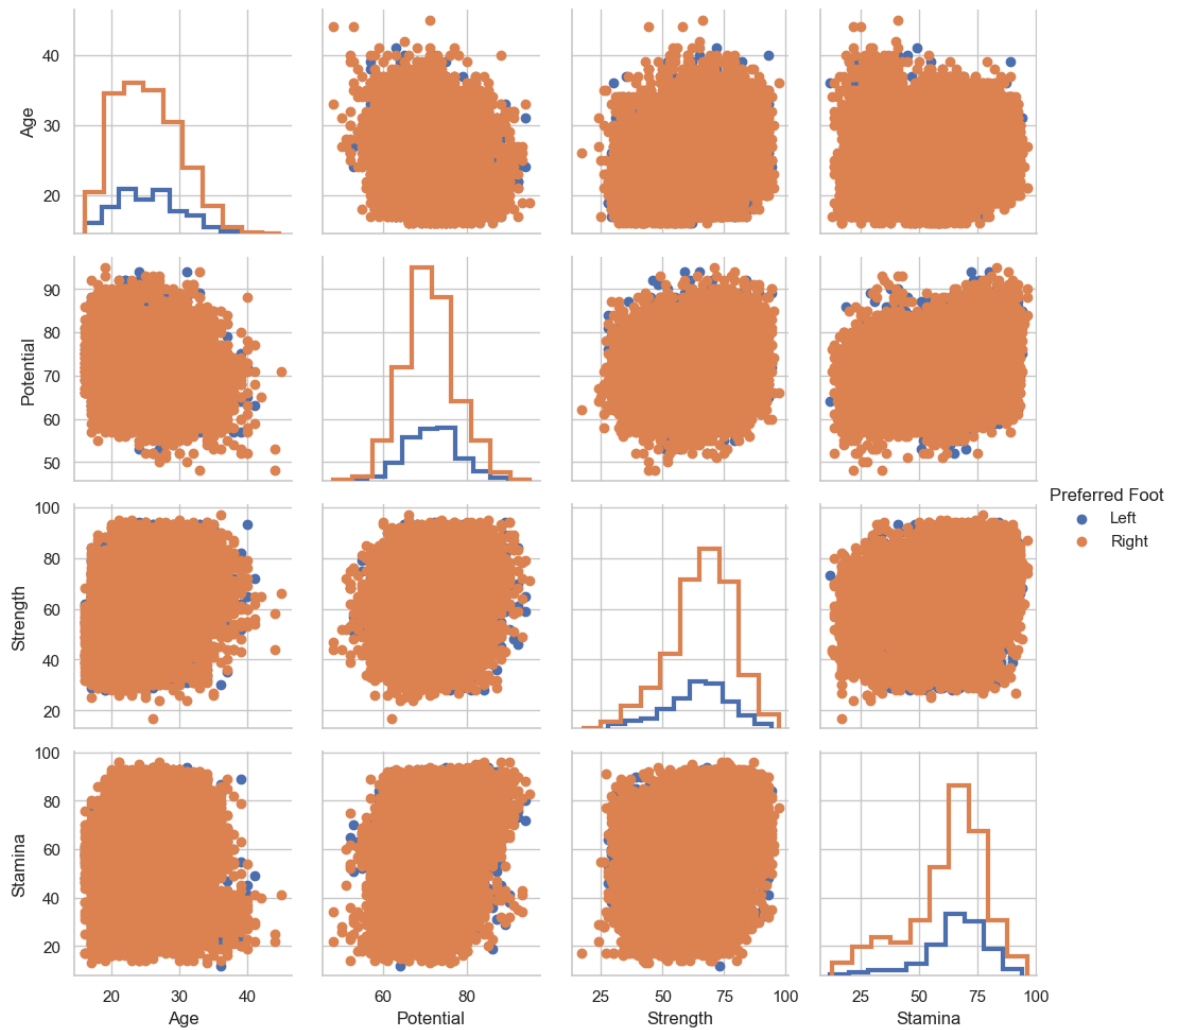 40
30
20
Age
90
80
70
60
50
Potential
Preferred Foot
Left
Right
100
80
60
40
20
Strength
100
80
60
40
20
Stamina
20 30 40 60 80 25 50 75 100 25 50 75 100
Age Potential Strength Stamina